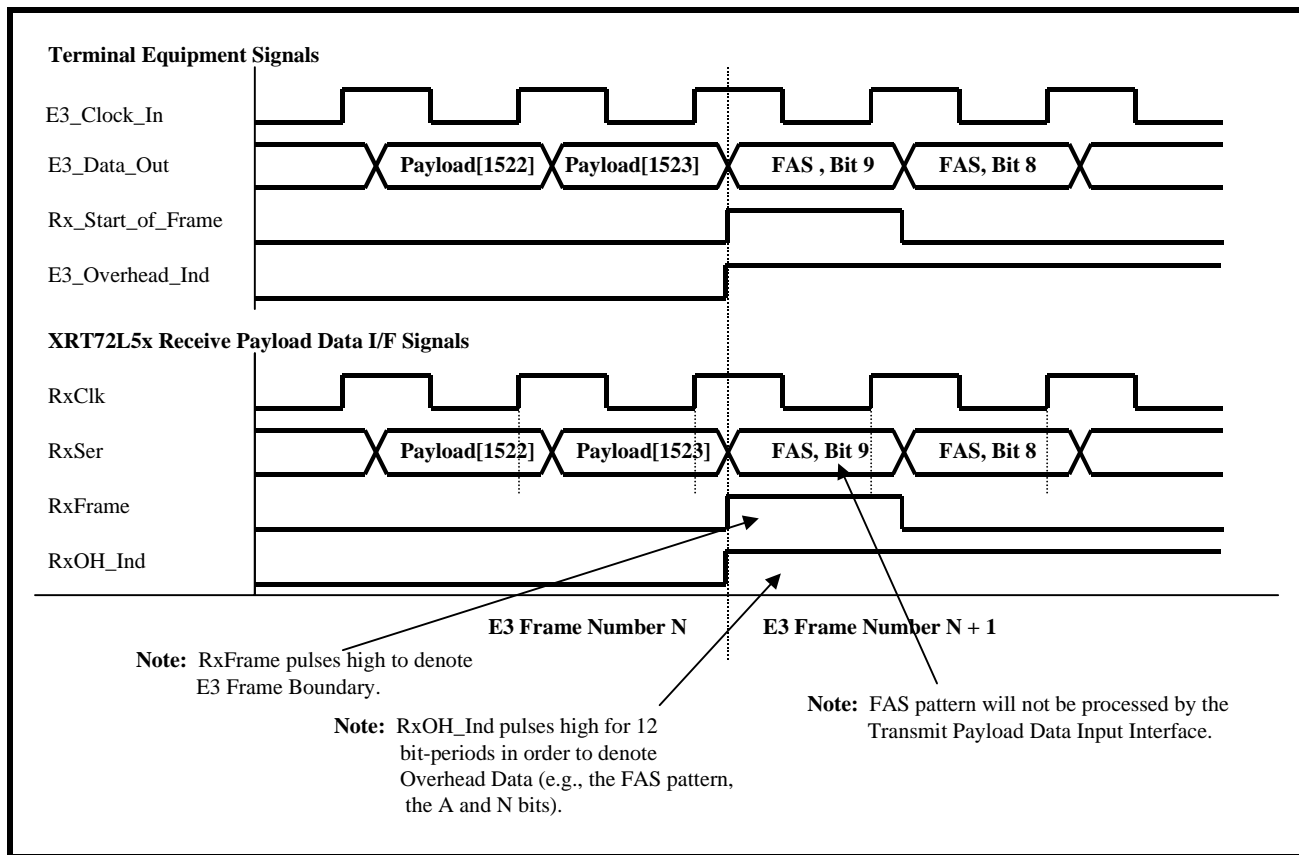 Terminal Equipment Signals
E3_Clock_In
E3_Data_Out
Payload[1522] Payload[1523] FAS , Bit 9 FAS, Bit 8
Rx_Start_of_Frame
E3_Overhead_Ind
XRT72L5x Receive Payload Data I/F Signals
RxClk
RxSer
Payload[1522] Payload[1523] FAS, Bit 9 FAS, Bit 8
RxFrame
RxOH_Ind
E3 Frame Number N E3 Frame Number N + 1
Note: RxFrame pulses high to denote
E3 Frame Boundary.
Note: RxOH_Ind pulses high for 12
bit-periods in order to denote
Overhead Data (e.g., the FAS pattern,
the A and N bits).
Note: FAS pattern will not be processed by the
Transmit Payload Data Input Interface.